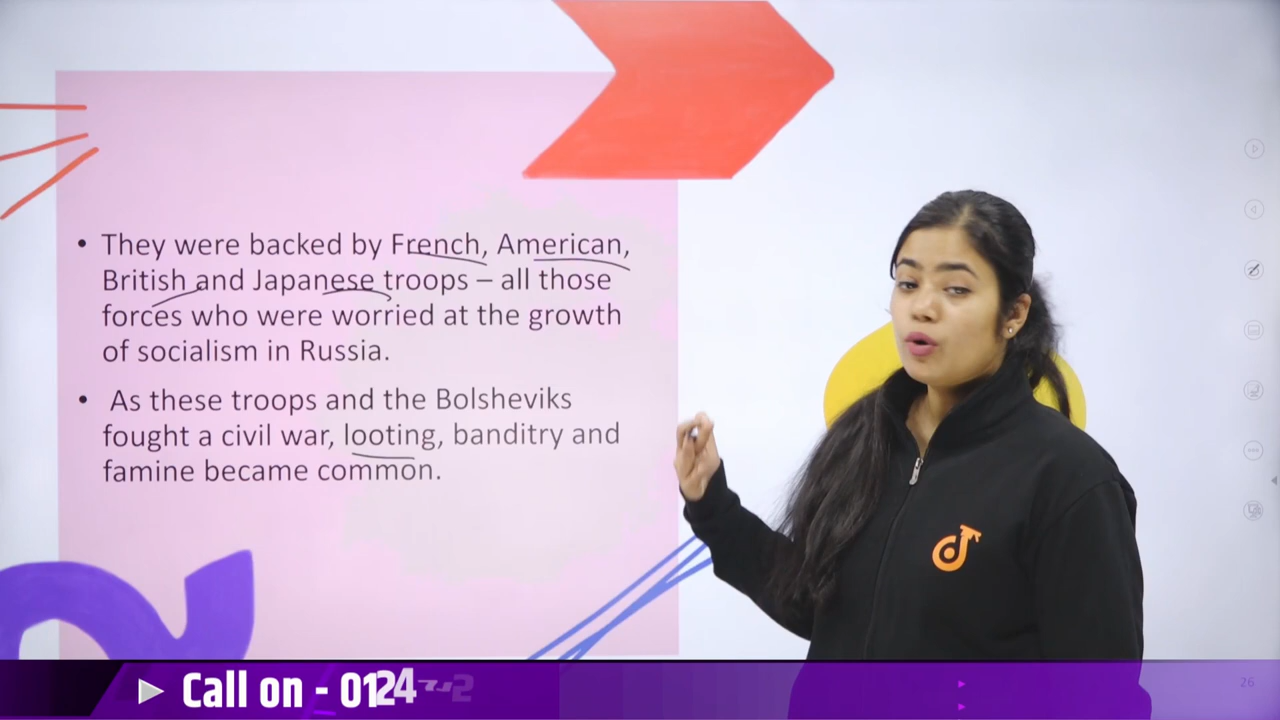 • They were backed by French, American,
British and Japanese troops – all those
forces who were worried at the growth
of socialism in Russia.
• As these troops and the Bolsheviks
fought a civil war, looting, banditry and
famine became common.
Call on - 0124
26